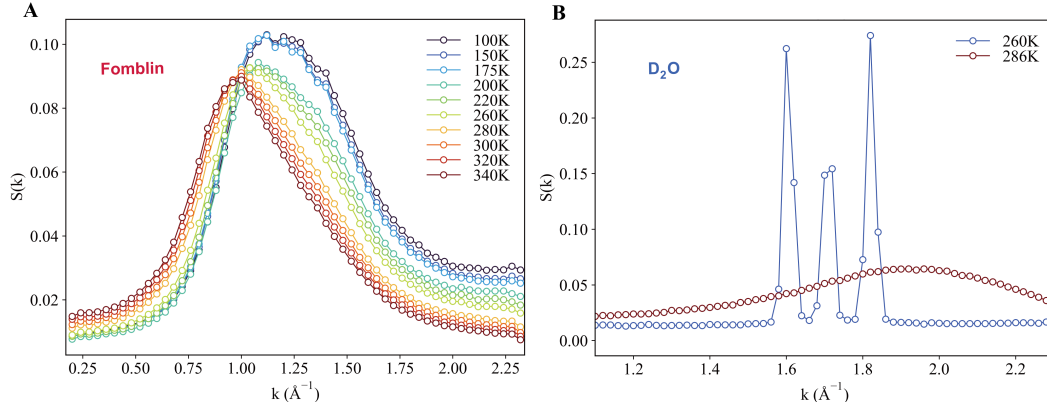 A
Fomblin
100K
150K
175K
200K
220K
260K
280K
300K
320K
340K
S(k)
0.10
0.08
0.06
0.04
0.02
0.25 0.50 0.75 1.00 1.25 1.50 1.75 2.00 2.25
k (Å⁻¹)
B
D₂O
260K
286K
S(k)
0.25
0.20
0.15
0.10
0.05
0.00
1.2 1.4 1.6 1.8 2.0 2.2
k (Å⁻¹)